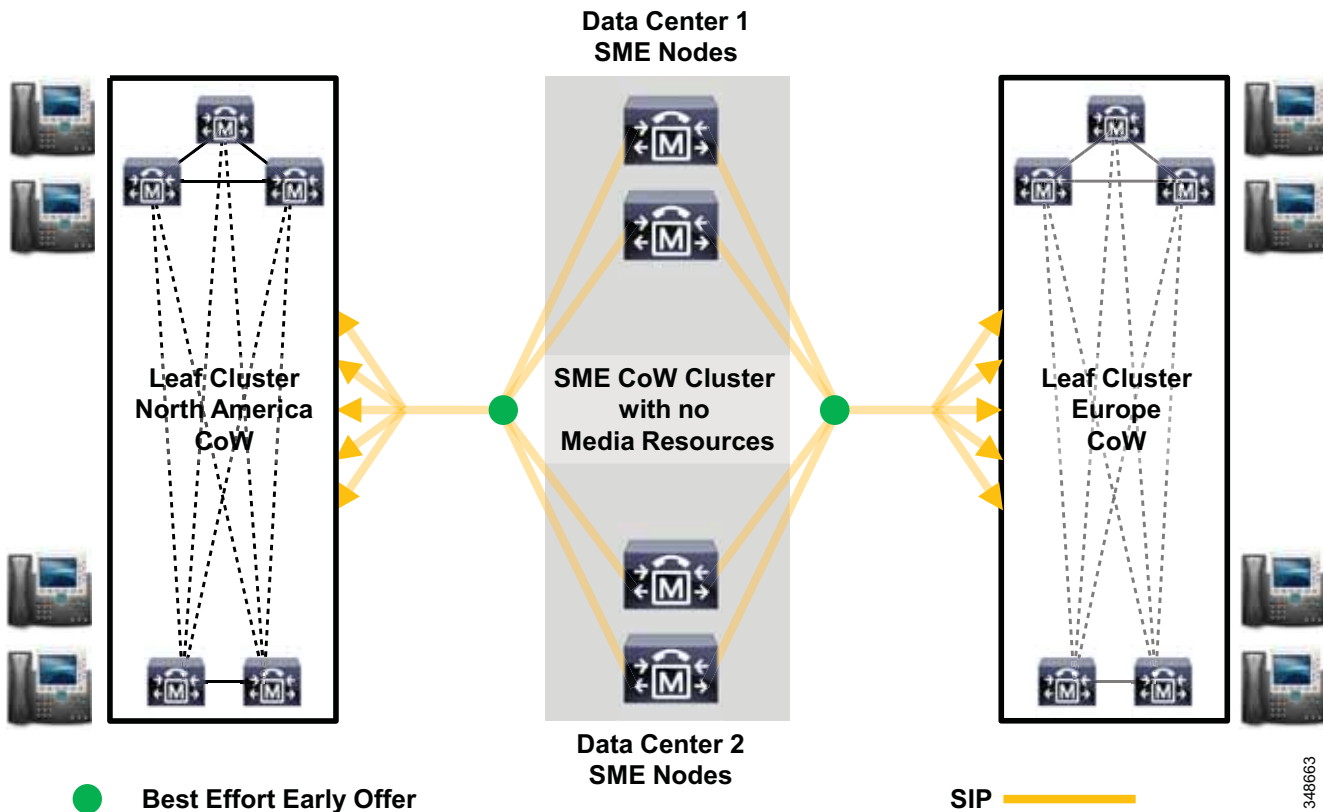 Data Center 1
SME Nodes
M
M
M
M
M
M
M
M
Leaf Cluster
North America
CoW
SME CoW Cluster
with no
Media Resources
Leaf Cluster
Europe
CoW
M
M
M
M
M
M
Data Center 2
SME Nodes
Best Effort Early Offer
SIP
348663